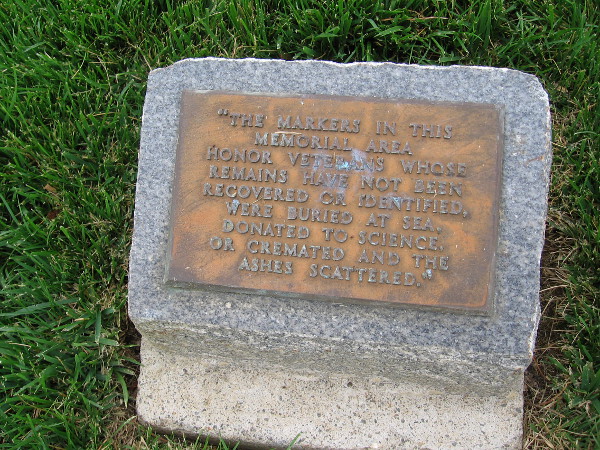 "THE MARKERS IN THIS
MEMORIAL AREA
HONOR VETERANS WHOSE
REMAINS HAVE NOT BEEN
RECOVERED OR IDENTIFIED,
WERE BURIED AT SEA,
DONATED TO SCIENCE,
OR CREMATED AND THE
ASHES SCATTERED."